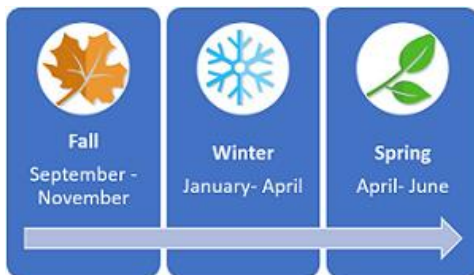 Fall
September -
November
Winter
January- April
Spring
April- June